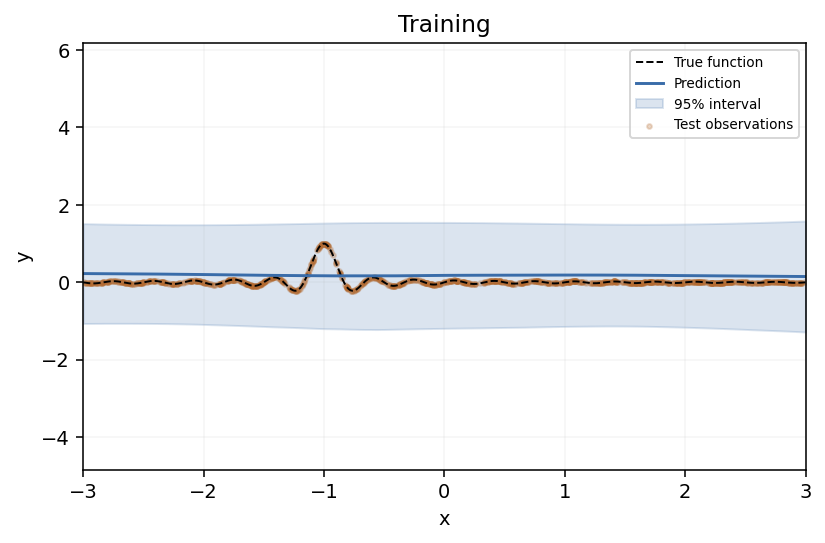 Training
True function
Prediction
95% interval
Test observations
6
4
2
0
−2
−4
y
−3 −2 −1 0 1 2 3
x